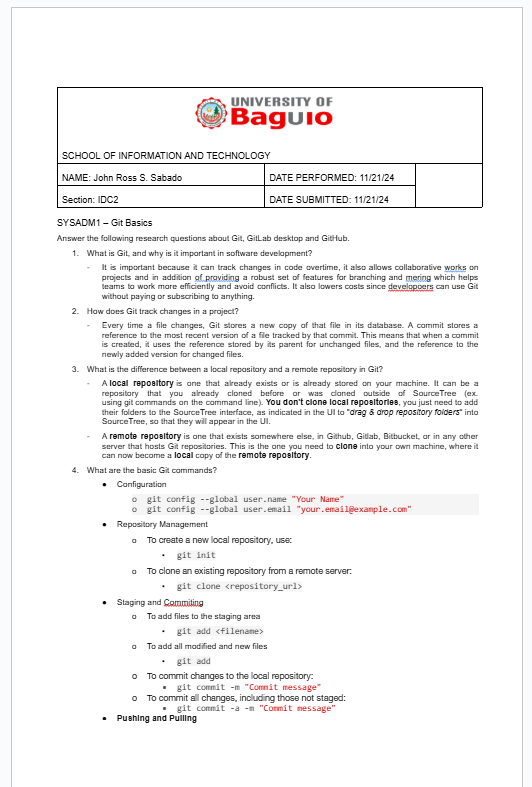 UNIVERSITY OF
Baguio
SCHOOL OF INFORMATION AND TECHNOLOGY
NAME: John Ross S. Sabado
DATE PERFORMED: 11/21/24
Section: IDC2
DATE SUBMITTED: 11/21/24
SYSADM1 – Git Basics
Answer the following research questions about Git, GitLab desktop and GitHub.
1. What is Git, and why is it important in software development?
- It is important because it can track changes in code overtime, it also allows collaborative works on
projects and in addition of providing a robust set of features for branching and mering which helps
teams to work more efficiently and avoid conflicts. It also lowers costs since developoers can use Git
without paying or subscribing to anything.
2. How does Git track changes in a project?
- Every time a file changes, Git stores a new copy of that file in its database. A commit stores a
reference to the most recent version of a file tracked by that commit. This means that when a commit
is created, it uses the reference stored by its parent for unchanged files, and the reference to the
newly added version for changed files.
3. What is the difference between a local repository and a remote repository in Git?
- A local repository is one that already exists or is already stored on your machine. It can be a
repository that you already cloned before or was cloned outside of SourceTree (ex.
using git commands on the command line). You don't clone local repositories, you just need to add
their folders to the SourceTree interface, as indicated in the UI to "drag & drop repository folders" into
SourceTree, so that they will appear in the UI.
- A remote repository is one that exists somewhere else, in Github, Gitlab, Bitbucket, or in any other
server that hosts Git repositories. This is the one you need to clone into your own machine, where it
can now become a local copy of the remote repository.
4. What are the basic Git commands?
• Configuration
o git config --global user.name "Your Name"
o git config --global user.email "your.email@example.com"
• Repository Management
o To create a new local repository, use:
▪ git init
o To clone an existing repository from a remote server:
▪ git clone <repository_url>
• Staging and Commiting
o To add files to the staging area
▪ git add <filename>
o To add all modified and new files
▪ git add
o To commit changes to the local repository:
▪ git commit -m "Commit message"
o To commit all changes, including those not staged:
▪ git commit -a -m "Commit message"
• Pushing and Pulling